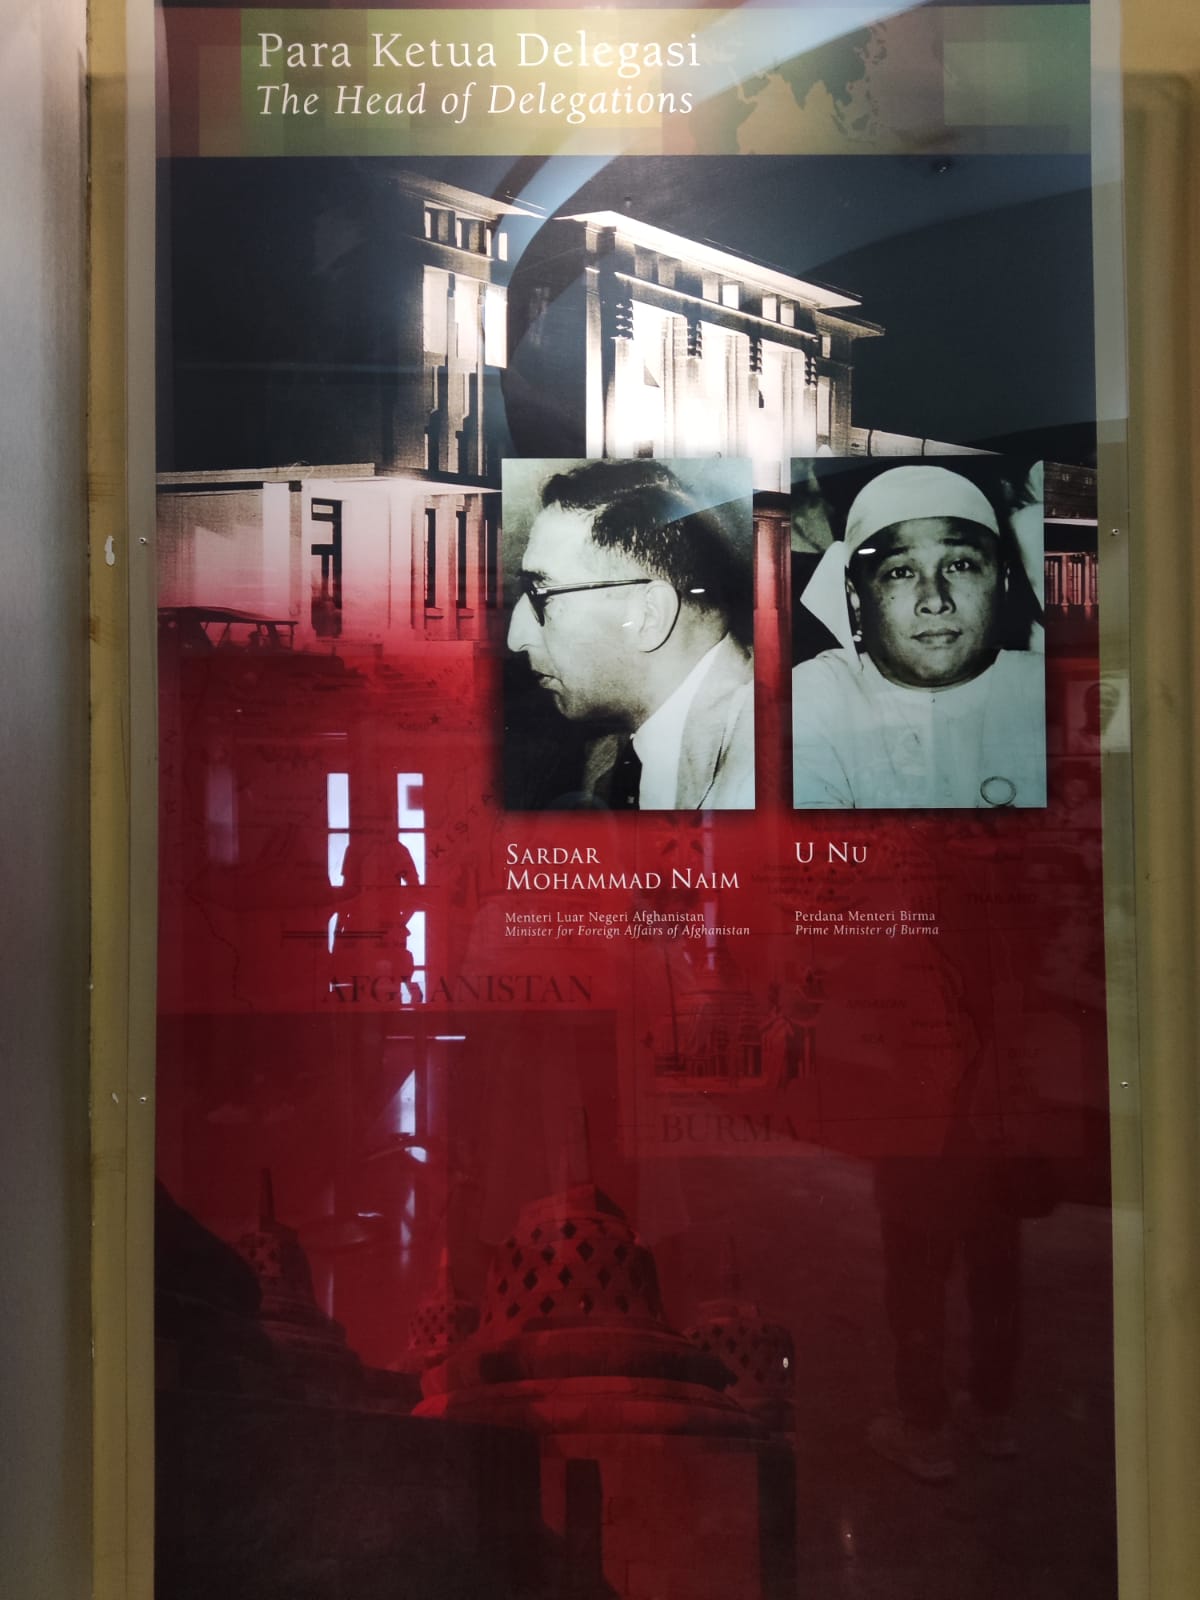 Para Ketua Delegasi
The Head of Delegations
SARDAR
MOHAMMAD NAIM
Menteri Luar Negeri Afghanistan
Minister for Foreign Affairs of Afghanistan
U NU
Perdana Menteri Birma
Prime Minister of Burma
THAILAND
AFGHANISTAN
BURMA